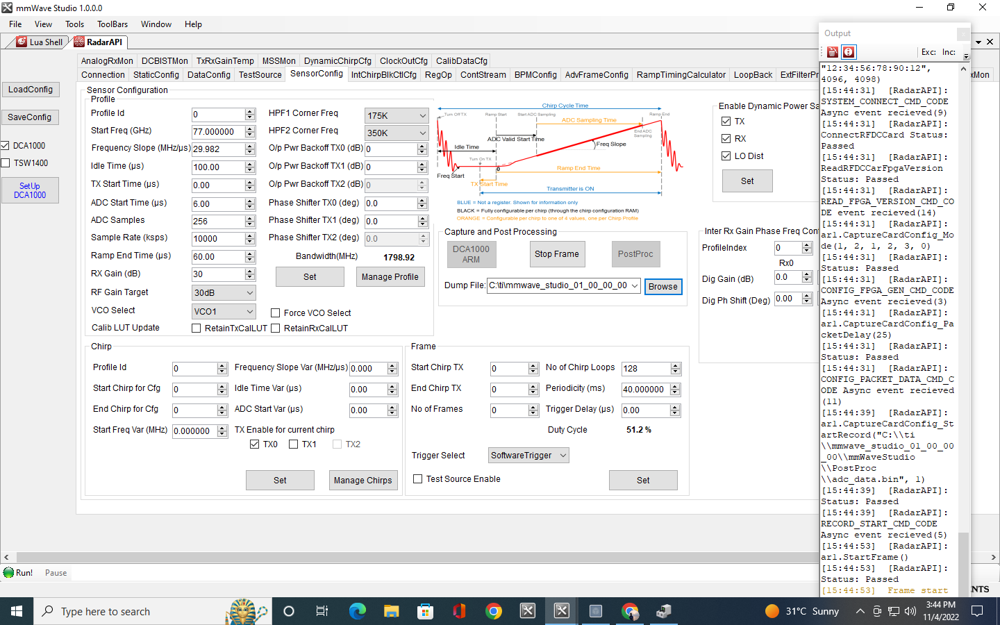 mmWave Studio 1.0.0.0
File View Tools ToolBars Window Help
Lua Shell RadarAPI
AnalogRxMon DCBISTMon TxRxGainTemp MSSMon DynamicChirpCfg ClockOutCfg CalibDataCfg
Connection StaticConfig DataConfig TestSource SensorConfig IntChirpBlkCtlCfg RegOp ContStream BPMConfig AdvFrameConfig RampTimingCalculator LoopBack ExtFilterPr xMon
LoadConfig
SaveConfig
DCA1000
TSW1400
SetUp
DCA1000
Sensor Configuration
Profile
Profile Id 0 HPF1 Corner Freq 175K
Start Freq (GHz) 77.000000 HPF2 Corner Freq 350K
Frequency Slope (MHz/µs) 29.982 O/p Pwr Backoff TX0 (dB) 0
Idle Time (µs) 100.00 O/p Pwr Backoff TX1 (dB) 0
TX Start Time (µs) 0.00 O/p Pwr Backoff TX2 (dB) 0
ADC Start Time (µs) 6.00 Phase Shifter TX0 (deg) 0.0
ADC Samples 256 Phase Shifter TX1 (deg) 0.0
Sample Rate (ksps) 10000 Phase Shifter TX2 (deg) 0.0
Ramp End Time (µs) 60.00 Bandwidth(MHz) 1798.92
RX Gain (dB) 30 Set Manage Profile
RF Gain Target 30dB
VCO Select VCO1 Force VCO Select
Calib LUT Update RetainTxCalLUT RetainRxCalLUT
Chirp Cycle Time
Turn Off TX Ramp Start Start ADC Sampling Ramp End
ADC Sampling Time
End ADC
Sampling
ADC Valid Start Time
Idle Time
Freq Slope
Turn On TX
0
Ramp End Time
Freq Start
TX Start Time
Transmitter is ON
BLUE = Not a register. Shown for information only
BLACK = Fully configurable per chirp (through the chirp configuration RAM)
ORANGE = Configurable per chirp to one of 4 values, one per Chirp Profile
Capture and Post Processing
DCA1000
ARM
Stop Frame
PostProc
Dump File: C:\ti\mmwave_studio_01_00_00_00 Browse
Enable Dynamic Power Sa
TX
RX
LO Dist
Set
Inter Rx Gain Phase Freq Cont
ProfileIndex 0
Rx0
Dig Gain (dB) 0.0
Dig Ph Shift (Deg) 0.00
Chirp
Profile Id 0 Frequency Slope Var (MHz/µs) 0.000
Start Chirp for Cfg 0 Idle Time Var (µs) 0.00
End Chirp for Cfg 0 ADC Start Var (µs) 0.00
Start Freq Var (MHz) 0.000000 TX Enable for current chirp
TX0 TX1 TX2
Set Manage Chirps
Frame
Start Chirp TX 0 No of Chirp Loops 128
End Chirp TX 0 Periodicity (ms) 40.000000
No of Frames 0 Trigger Delay (µs) 0.00
Duty Cycle 51.2 %
Trigger Select SoftwareTrigger
Test Source Enable Set
Output
Exc: Inc:
"12:34:56:78:90:12",
4096, 4098)
[15:44:31] [RadarAPI]:
SYSTEM_CONNECT_CMD_CODE
Async event recieved(9)
[15:44:31] [RadarAPI]:
ConnectRFDCCard Status:
Passed
[15:44:31] [RadarAPI]:
ReadRFDCCarFpgaVersion
Status: Passed
[15:44:31] [RadarAPI]:
READ_FPGA_VERSION_CMD_CO
DE event recieved(14)
[15:44:31] [RadarAPI]:
ar1.CaptureCardConfig_Mo
de(1, 2, 1, 2, 3, 0)
[15:44:31] [RadarAPI]:
Status: Passed
[15:44:31] [RadarAPI]:
CONFIG_FPGA_GEN_CMD_CODE
Async event recieved(3)
[15:44:31] [RadarAPI]:
ar1.CaptureCardConfig_Pa
cketDelay(25)
[15:44:31] [RadarAPI]:
Status: Passed
[15:44:31] [RadarAPI]:
CONFIG_PACKET_DATA_CMD_C
ODE Async event recieved
(11)
[15:44:39] [RadarAPI]:
ar1.CaptureCardConfig_St
artRecord("C:\\ti
\\mmwave_studio_01_00_00
_00\\mmWaveStudio
\\PostProc
\\adc_data.bin", 1)
[15:44:39] [RadarAPI]:
Status: Passed
[15:44:39] [RadarAPI]:
RECORD_START_CMD_CODE
Async event recieved(5)
[15:44:53] [RadarAPI]:
ar1.StartFrame()
[15:44:53] [RadarAPI]:
Status: Passed
[15:44:53] Frame start
Run! Pause
NTS
Type here to search
31°C Sunny
3:44 PM
11/4/2022